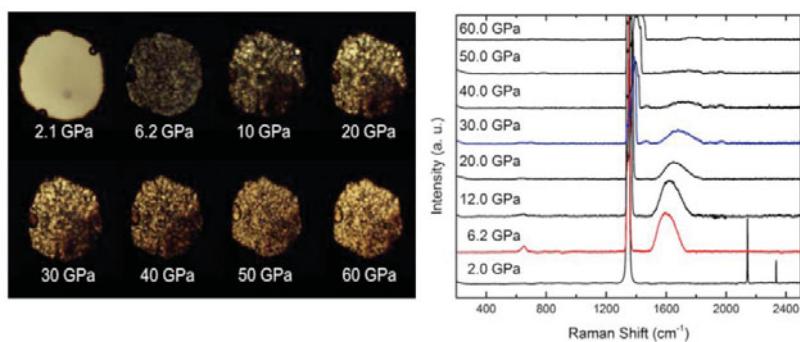 2.1 GPa 6.2 GPa 10 GPa 20 GPa
30 GPa 40 GPa 50 GPa 60 GPa
60.0 GPa
50.0 GPa
40.0 GPa
30.0 GPa
20.0 GPa
12.0 GPa
6.2 GPa
2.0 GPa
Intensity (a. u.)
400 1200 1600 2400
Raman Shift (cm⁻¹)